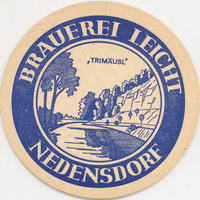 BRAUEREI LEICHT
„TRIMÄUSL"
NEDENSDORF